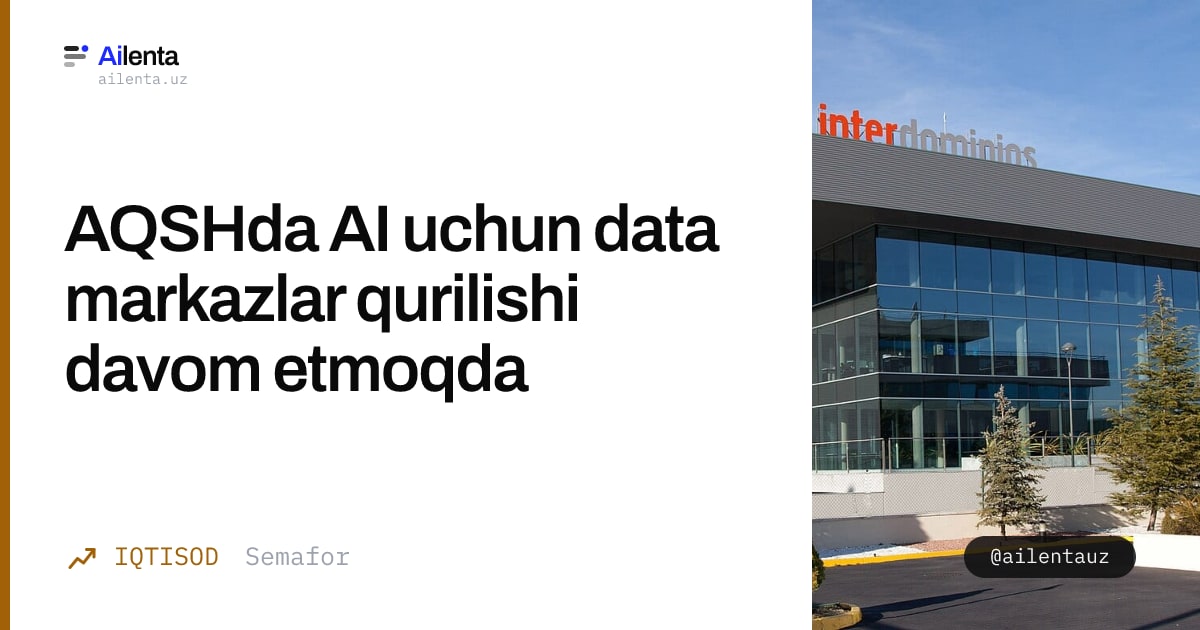 Ailenta
ailenta.uz
AQSHda AI uchun data
markazlar qurilishi
davom etmoqda
IQTISOD Semafor
interdominios
@ailentauz